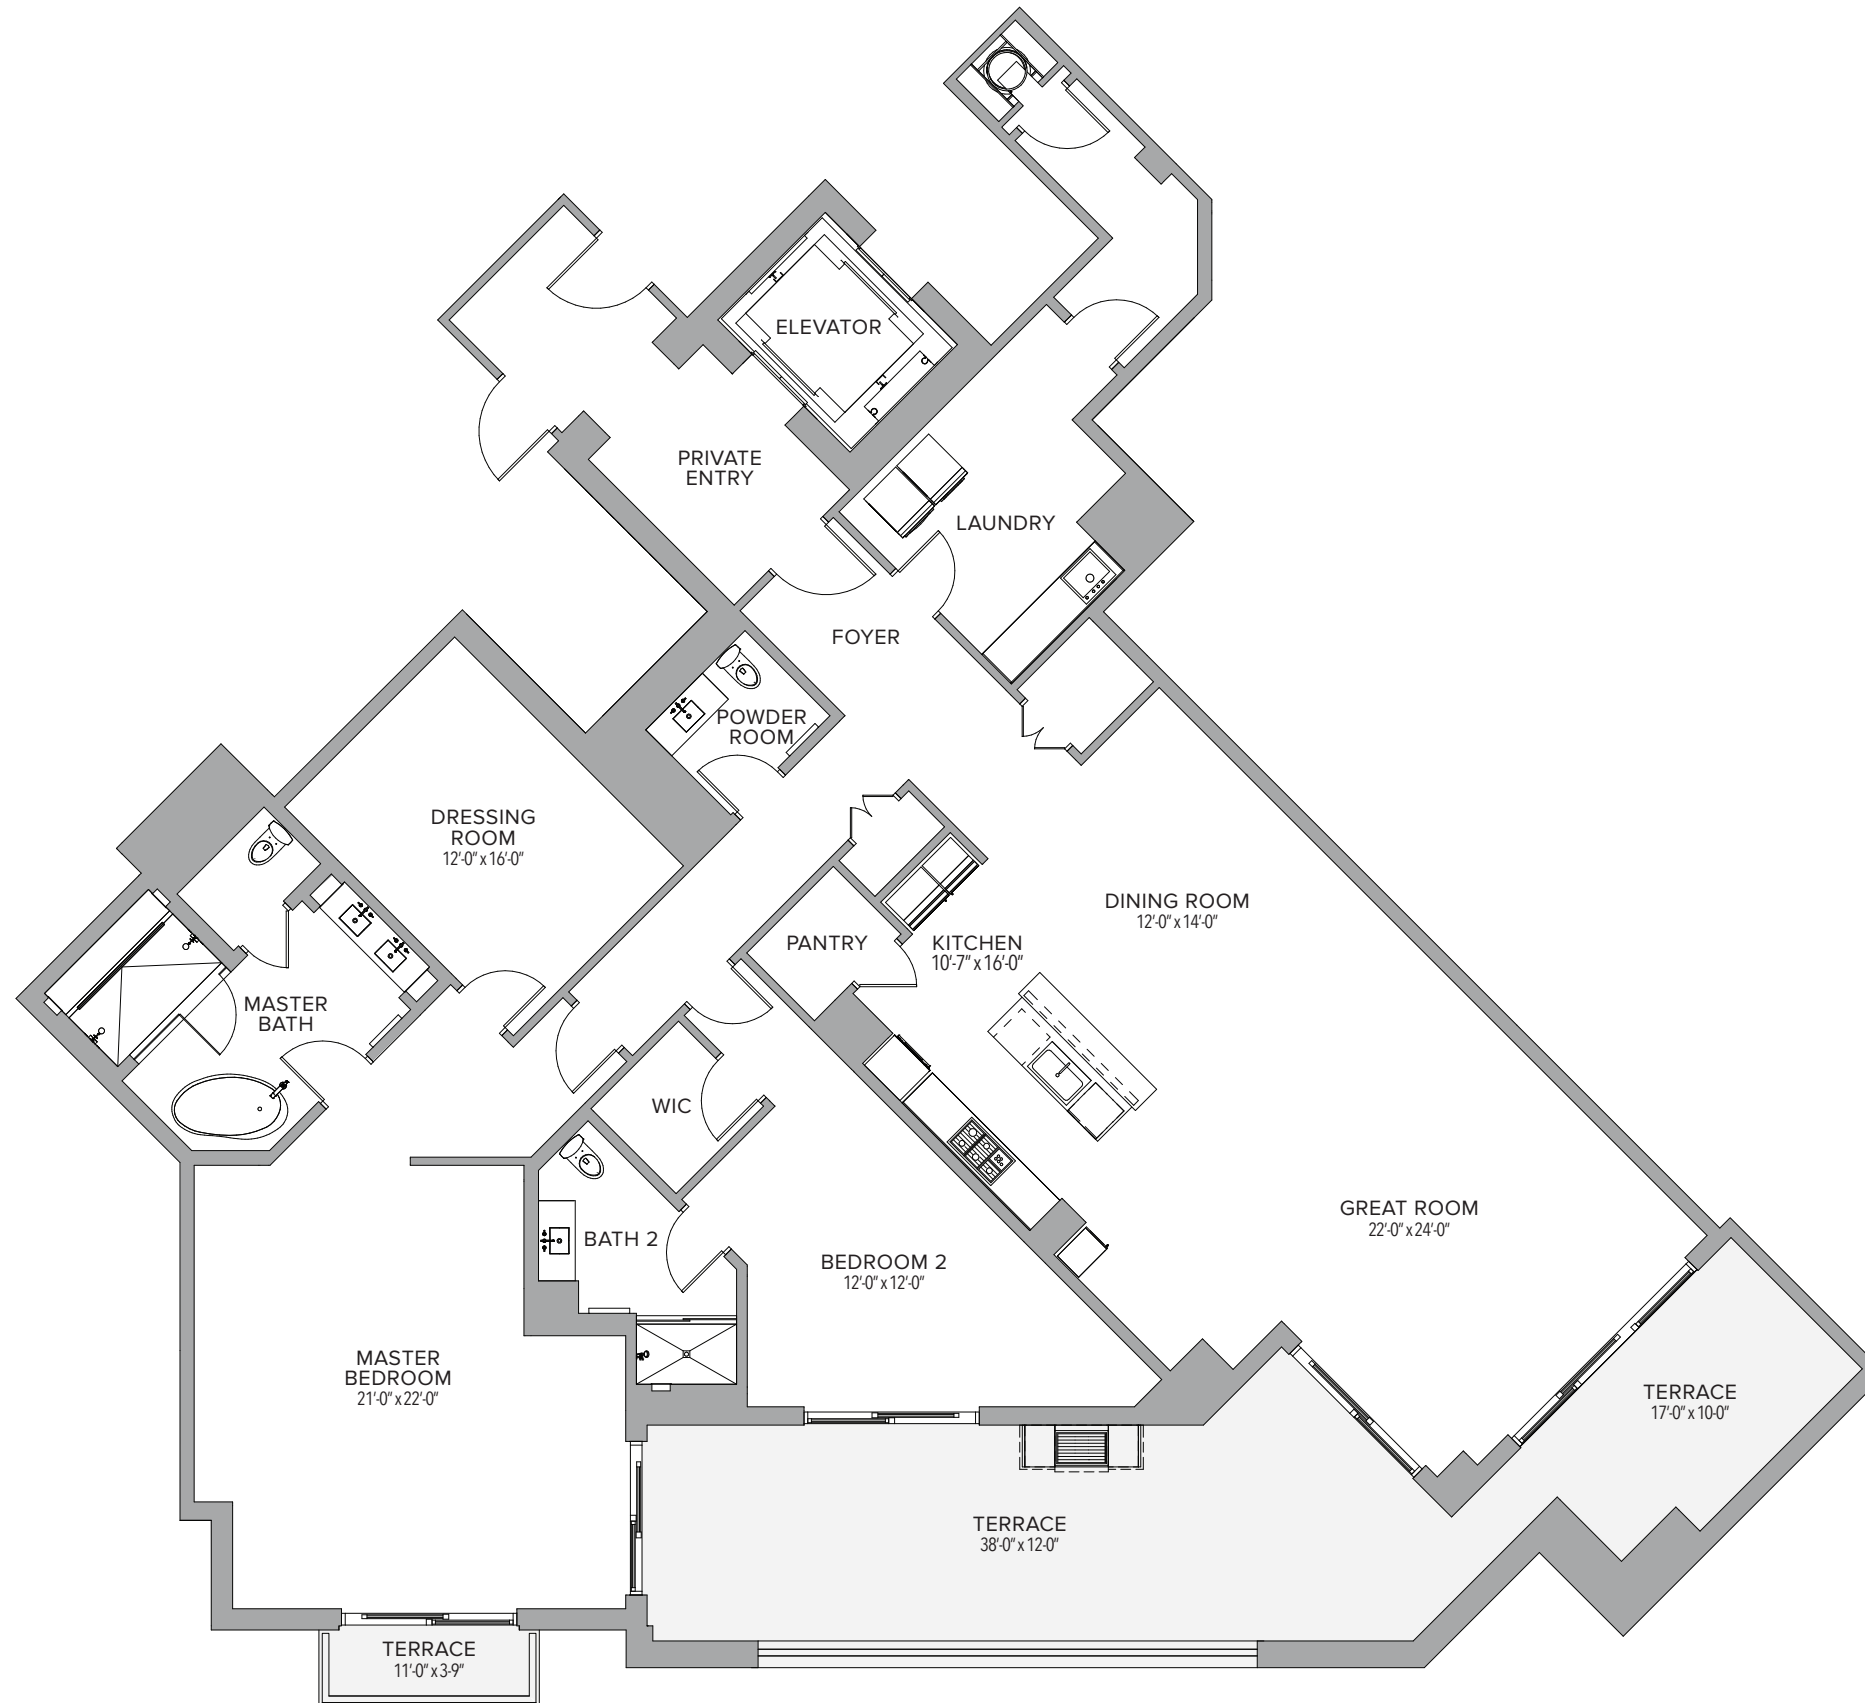 ELEVATOR
PRIVATE
ENTRY
LAUNDRY
FOYER
POWDER
ROOM
DRESSING
ROOM
12'-0" x 16'-0"
DINING ROOM
12'-0" x 14'-0"
PANTRY
KITCHEN
10'-7" x 16'-0"
MASTER
BATH
WIC
GREAT ROOM
22'-0" x 24'-0"
BATH 2
BEDROOM 2
12'-0" x 12'-0"
MASTER
BEDROOM
21'-0" x 22'-0"
TERRACE
17'-0" x 10-0"
TERRACE
38'-0" x 12-0"
TERRACE
11'-0" x 3-9"